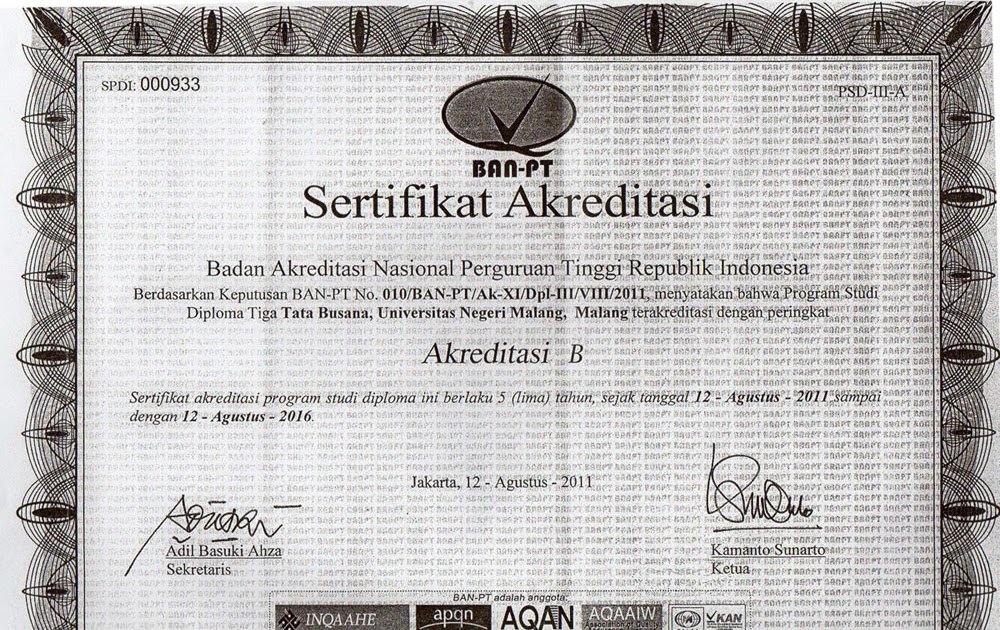 SPDI: 000933
PSD-III-A
BAN-PT
Sertifikat Akreditasi
Badan Akreditasi Nasional Perguruan Tinggi Republik Indonesia
Berdasarkan Keputusan BAN-PT No. 010/BAN-PT/Ak-XI/Dpl-III/VIII/2011, menyatakan bahwa Program Studi
Diploma Tiga Tata Busana, Universitas Negeri Malang, Malang terakreditasi dengan peringkat
Akreditasi B
Sertifikat akreditasi program studi diploma ini berlaku 5 (lima) tahun, sejak tanggal 12 - Agustus - 2011 sampai
dengan 12 - Agustus - 2016.
Jakarta, 12 - Agustus - 2011
Adil Basuki Ahza
Sekretaris
Kamanto Sunarto
Ketua
BAN-PT adalah anggota:
INQAAHE
apqn
AQAN
AQAAIW
Association of Quality
KAN